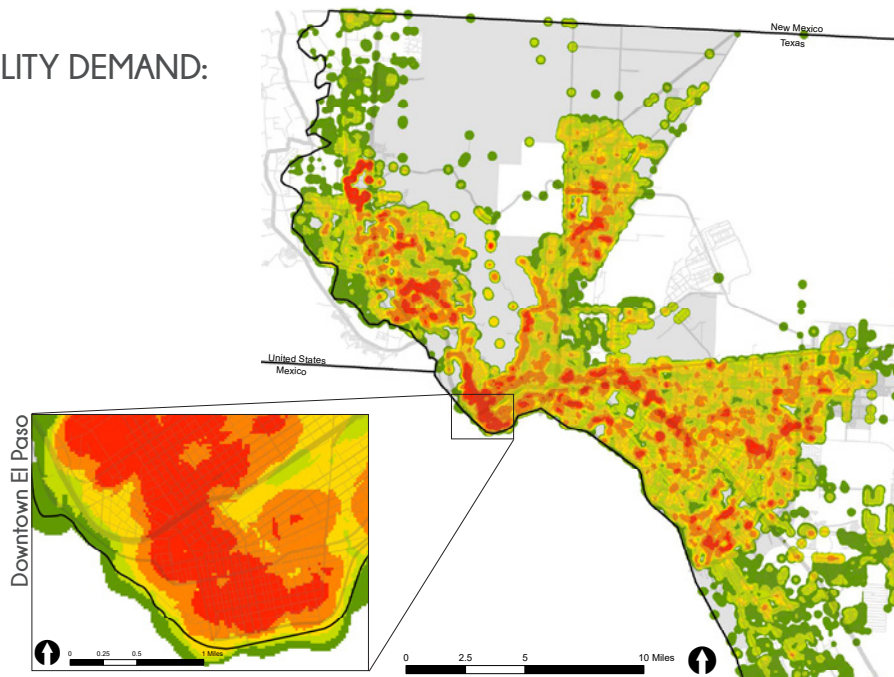 LITY DEMAND:
New Mexico
Texas
United States
Mexico
Downtown El Paso
0 0.25 0.5 1 Miles
0 2.5 5 10 Miles